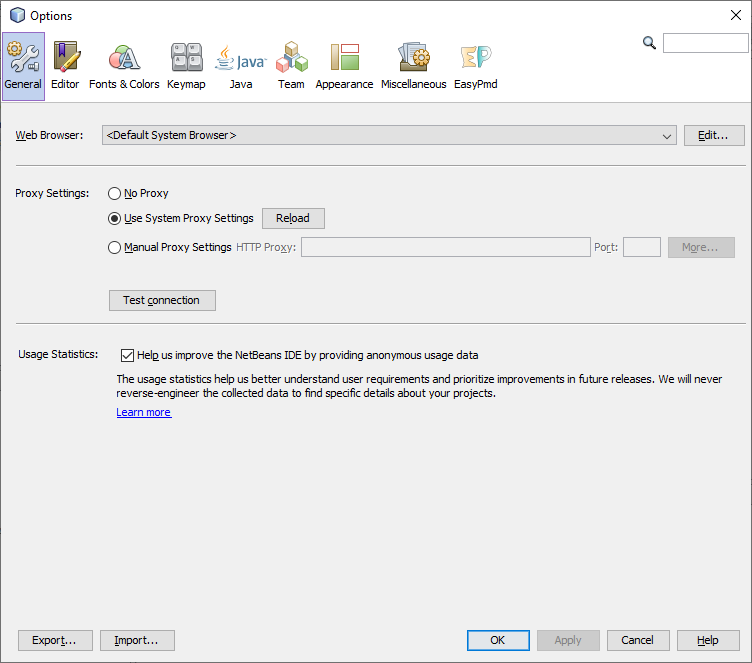 Options
General Editor Fonts & Colors Keymap Java Team Appearance Miscellaneous EasyPmd
Web Browser: <Default System Browser> Edit...
Proxy Settings: No Proxy
Use System Proxy Settings Reload
Manual Proxy Settings HTTP Proxy: Port: More...
Test connection
Usage Statistics: Help us improve the NetBeans IDE by providing anonymous usage data
The usage statistics help us better understand user requirements and prioritize improvements in future releases. We will never
reverse-engineer the collected data to find specific details about your projects.
Learn more
Export... Import... OK Apply Cancel Help